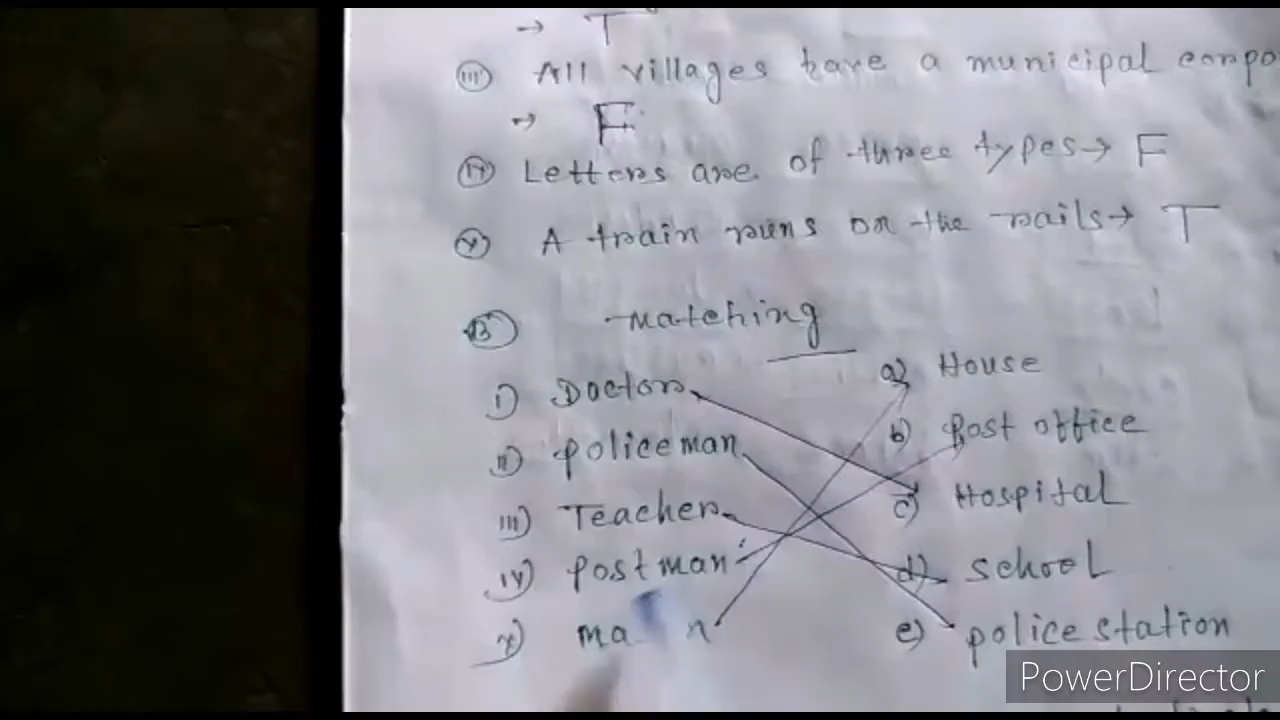 → T
(iii) All villages have a municipal corpo
→ F
(iv) Letters are of three types → F
(v) A train runs on the rails → T
(B) Matching
i) Doctor a) House
ii) policeman b) Post office
iii) Teacher c) Hospital
iv) postman d) school
v) e) police station
PowerDirector